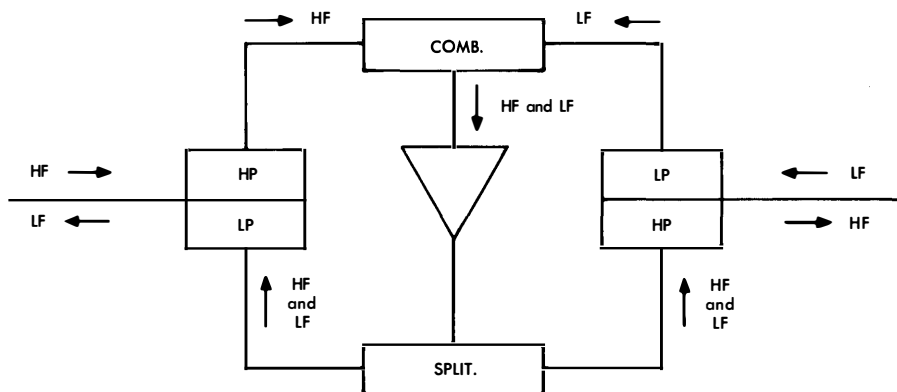 HF
LF
COMB.
HF and LF
HF
HP
LP
LF
LF
LP
HP
HF
HF
and
LF
HF
and
LF
SPLIT.